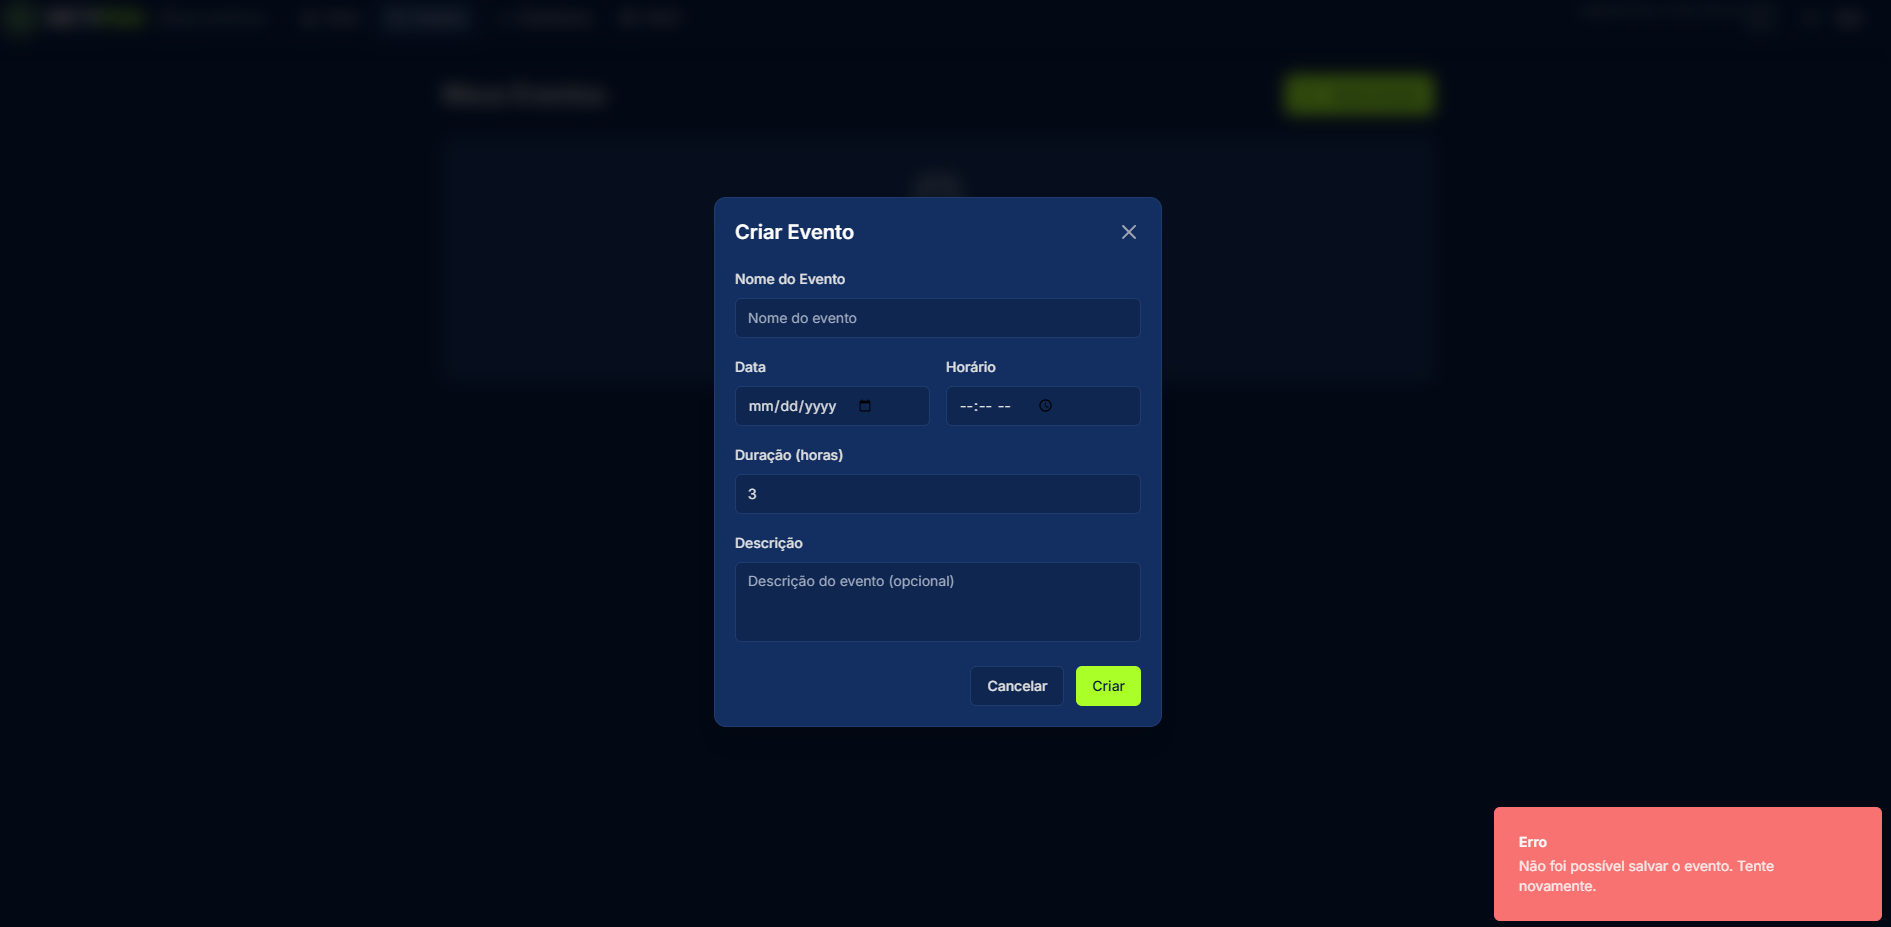 Criar Evento
Nome do Evento
Nome do evento
Data
Horário
mm/dd/yyyy
--:-- --
Duração (horas)
3
Descrição
Descrição do evento (opcional)
Cancelar
Criar
Erro
Não foi possível salvar o evento. Tente
novamente.